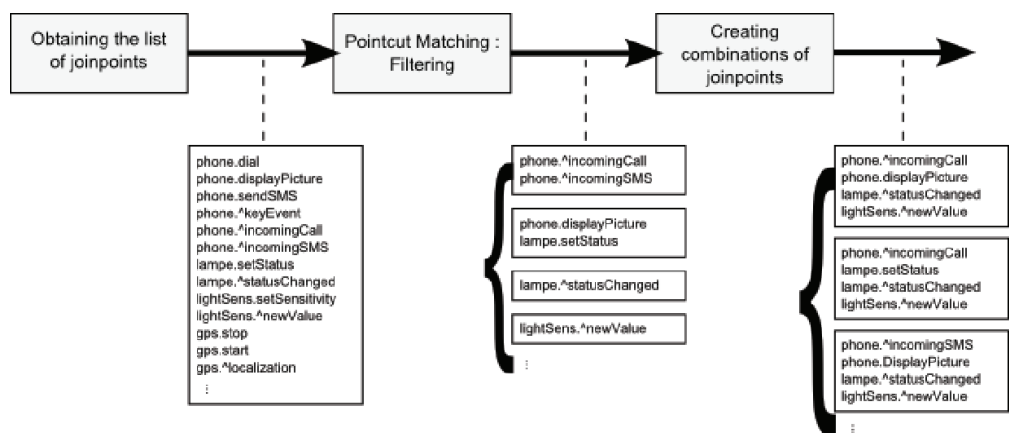 Obtaining the list
of joinpoints
Pointcut Matching :
Filtering
Creating
combinations of
joinpoints
phone.dial
phone.displayPicture
phone.sendSMS
phone.^keyEvent
phone.^incomingCall
phone.^incomingSMS
lampe.setStatus
lampe.^statusChanged
lightSens.setSensitivity
lightSens.^newValue
gps.stop
gps.start
gps.^localization
⋮
phone.^incomingCall
phone.^incomingSMS
phone.displayPicture
lampe.setStatus
lampe.^statusChanged
lightSens.^newValue
⋮
phone.^incomingCall
phone.displayPicture
lampe.^statusChanged
lightSens.^newValue
phone.^incomingCall
lampe.setStatus
lampe.^statusChanged
lightSens.^newValue
phone.^incomingSMS
phone.DisplayPicture
lampe.^statusChanged
lightSens.^newValue
⋮